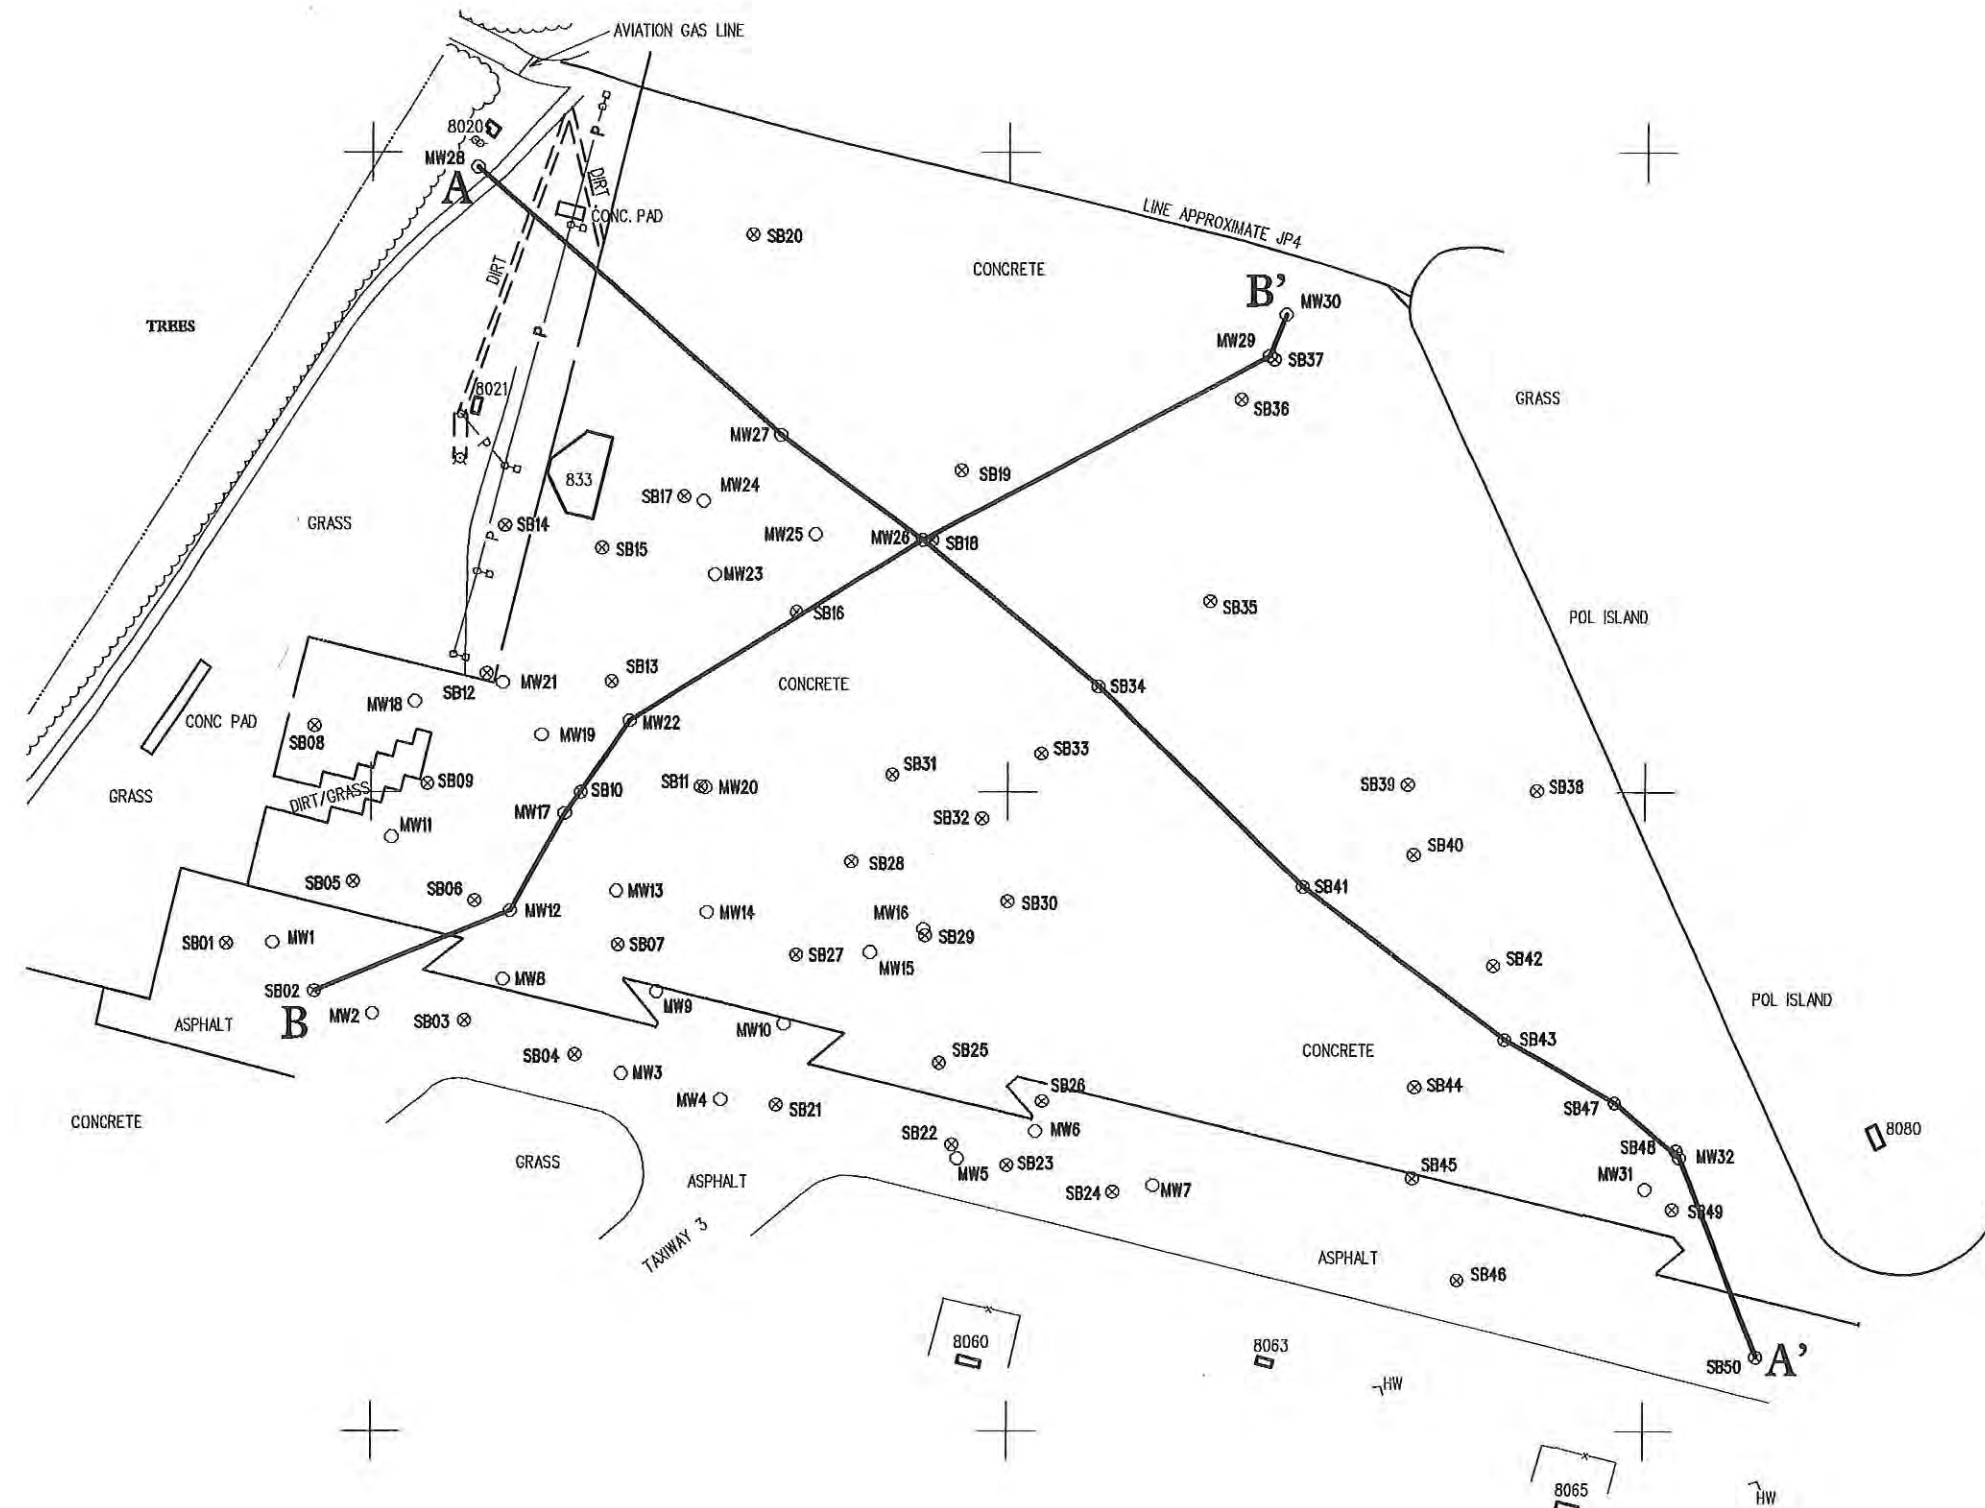 AVIATION GAS LINE
8020
P
MW28
A
DIRT
CONC. PAD
LINE APPROXIMATE JP4
SB20
CONCRETE
DIRT
B’
MW30
TREES
P
MW29
SB37
8021
SB36
GRASS
MW27
P
833
SB19
SB17
MW24
GRASS
SB14
P
MW25
MW26
SB18
SB15
MW23
SB16
SB35
POL ISLAND
SB13
SB12
MW21
CONCRETE
SB34
MW18
CONC PAD
MW22
SB08
MW19
SB33
SB31
SB09
SB11
MW20
SB39
SB38
GRASS
DIRT/GRASS
SB10
MW17
SB32
MW11
SB40
SB28
SB05
SB06
MW13
SB41
SB30
MW12
MW14
MW16
SB29
SB01
MW1
SB07
SB27
MW15
SB42
MW8
SB02
MW9
POL ISLAND
B
MW2
SB03
ASPHALT
MW10
SB43
SB04
SB25
CONCRETE
MW3
SB26
SB44
MW4
SB21
SB47
CONCRETE
SB22
MW6
8080
SB48
MW32
GRASS
MW5
SB23
SB45
MW31
ASPHALT
SB24
MW7
SB49
TAXIWAY 3
ASPHALT
SB46
8060
8063
SB50
A’
HW
8065
HW